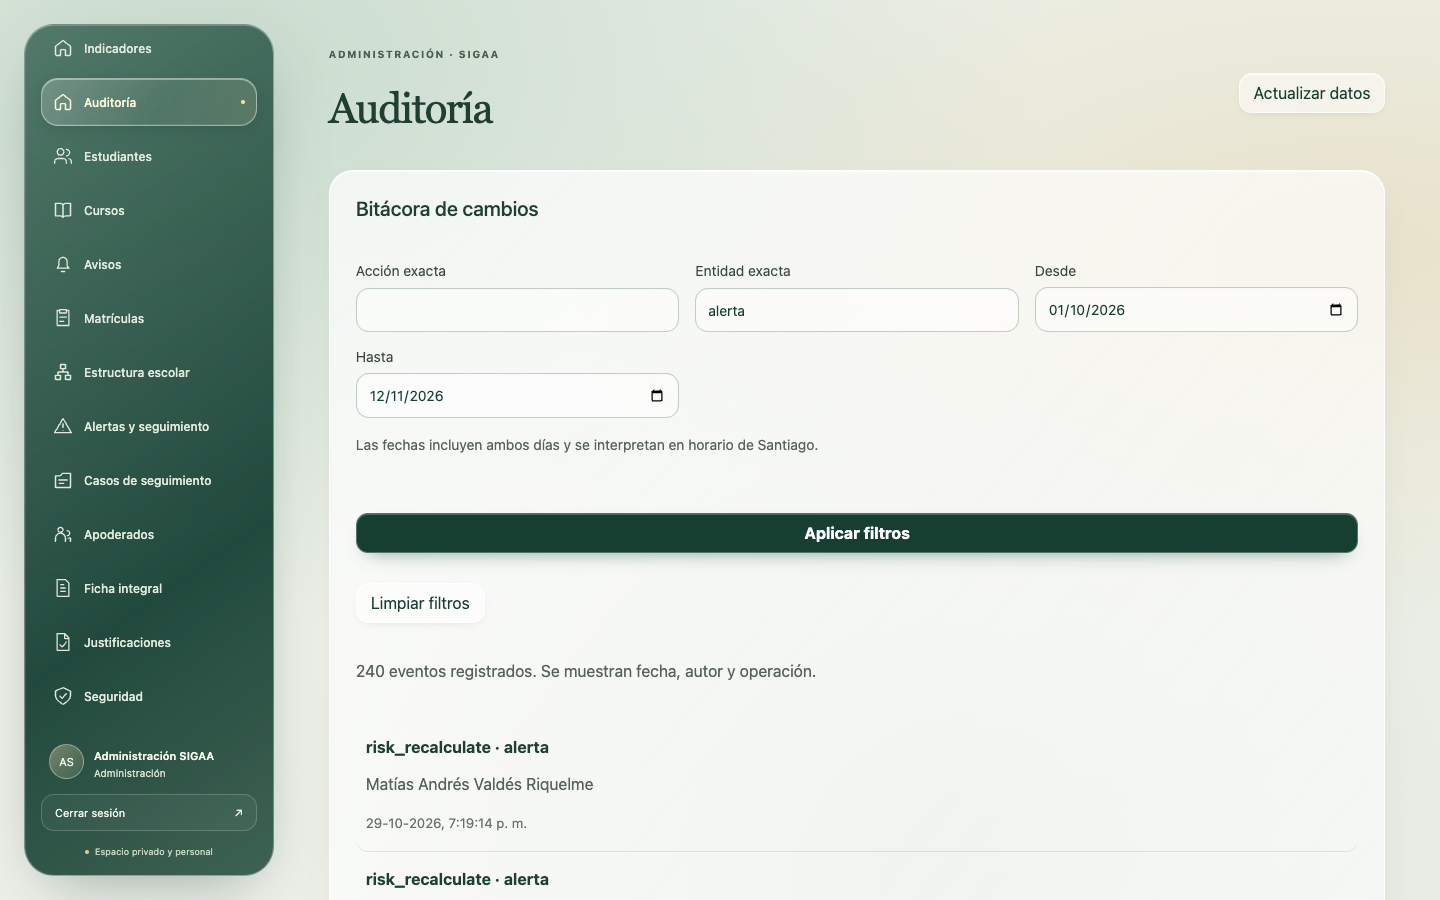 Indicadores
Auditoría
Estudiantes
Cursos
Avisos
Matrículas
Estructura escolar
Alertas y seguimiento
Casos de seguimiento
Apoderados
Ficha integral
Justificaciones
Seguridad
AS
Administración SIGAA
Administración
Cerrar sesión
Espacio privado y personal
ADMINISTRACIÓN · SIGAA
Auditoría
Actualizar datos
Bitácora de cambios
Acción exacta
Entidad exacta
alerta
Desde
01/10/2026
Hasta
12/11/2026
Las fechas incluyen ambos días y se interpretan en horario de Santiago.
Aplicar filtros
Limpiar filtros
240 eventos registrados. Se muestran fecha, autor y operación.
risk_recalculate · alerta
Matías Andrés Valdés Riquelme
29-10-2026, 7:19:14 p. m.
risk_recalculate · alerta